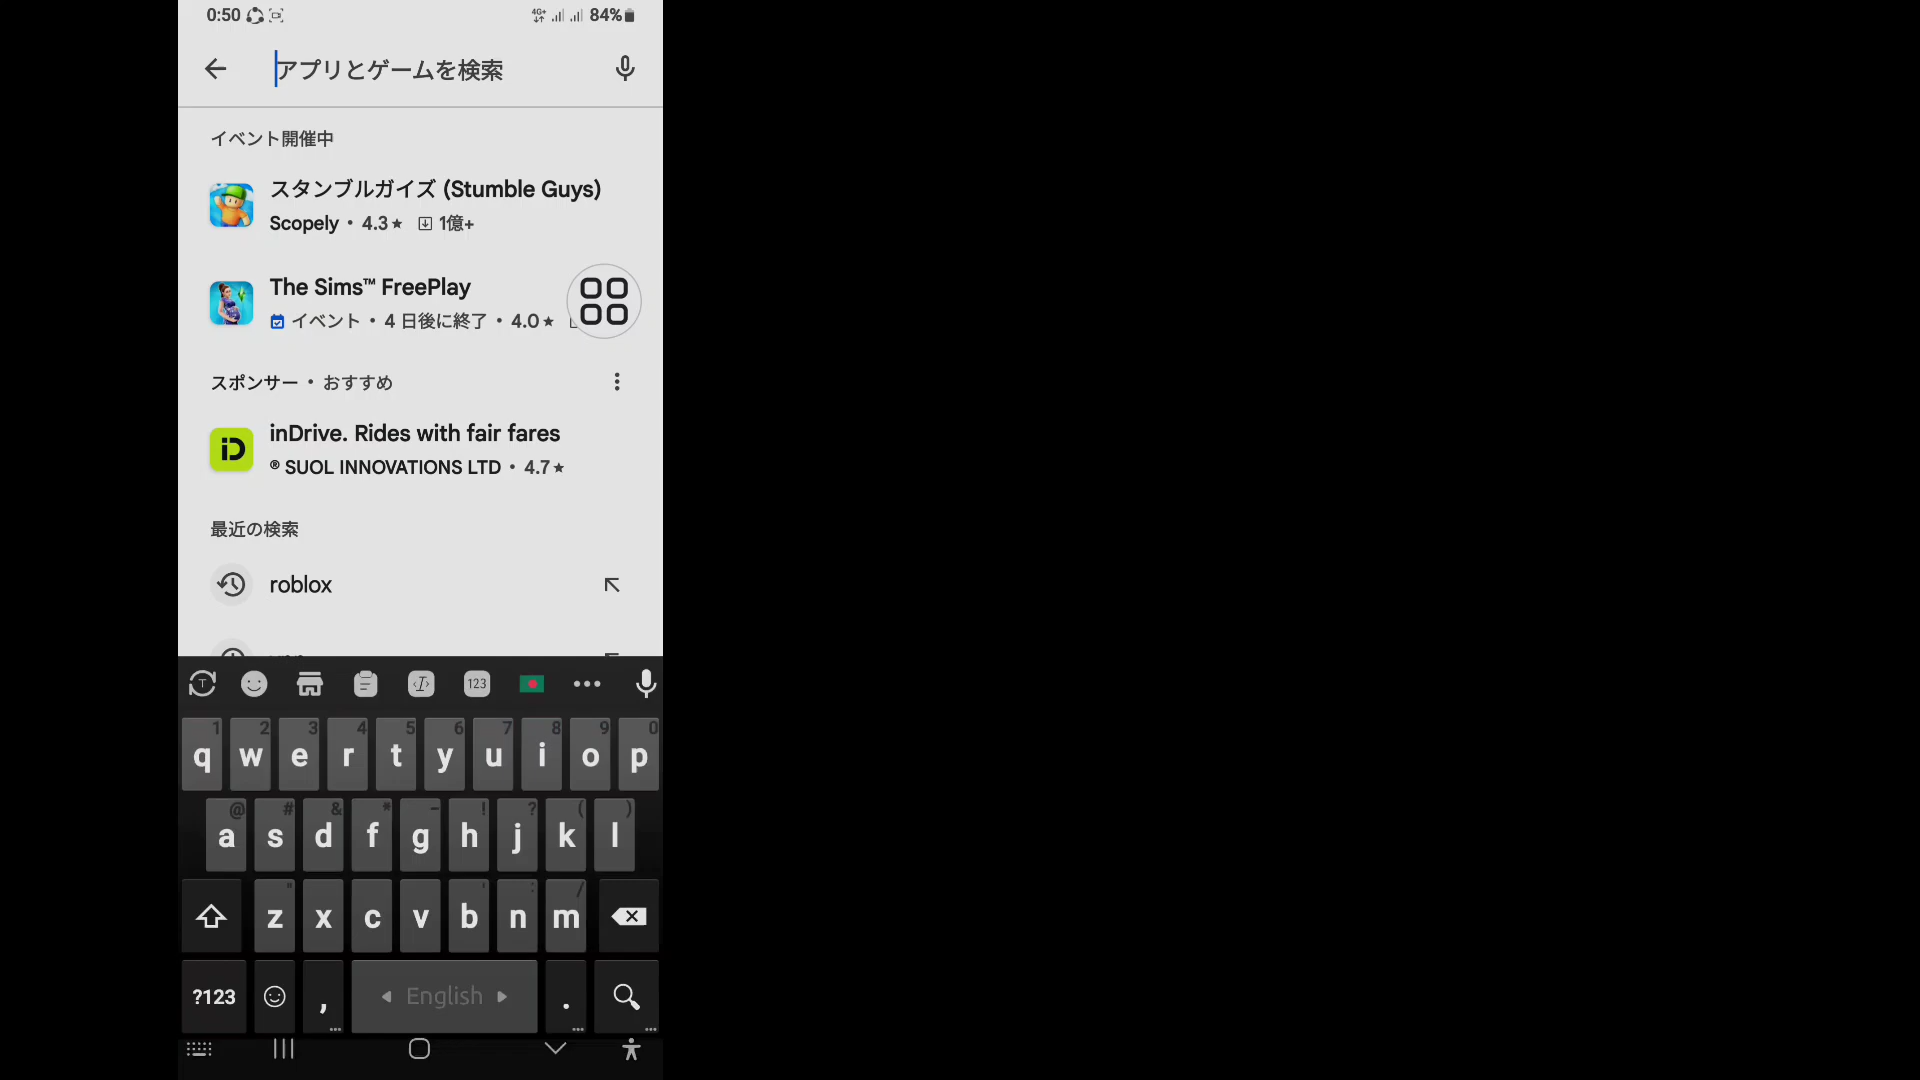 0:50 4G+ 84%
アプリとゲームを検索
イベント開催中
スタンブルガイズ (Stumble Guys)
Scopely • 4.3★ 1億+
The Sims™ FreePlay
イベント • 4 日後に終了 • 4.0★
スポンサー • おすすめ
iD
inDrive. Rides with fair fares
® SUOL INNOVATIONS LTD • 4.7★
最近の検索
roblox
T 123
1 2 3 4 5 6 7 8 9 0
q w e r t y u i o p
@ # & * - ! ? ( )
a s d f g h j k l
" ' : /
z x c v b n m
?123 , English .